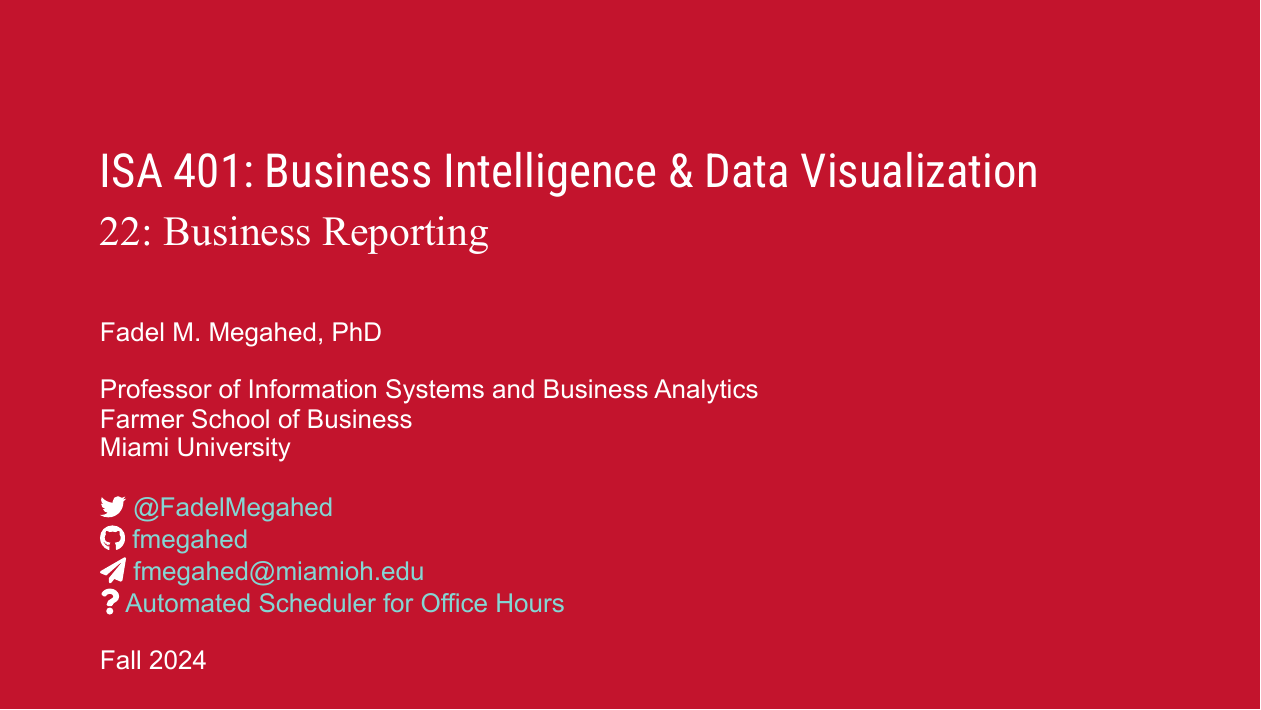 ISA 401: Business Intelligence & Data Visualization
22: Business Reporting
Fadel M. Megahed, PhD
Professor of Information Systems and Business Analytics
Farmer School of Business
Miami University
@FadelMegahed
fmegahed
fmegahed@miamioh.edu
Automated Scheduler for Office Hours
Fall 2024